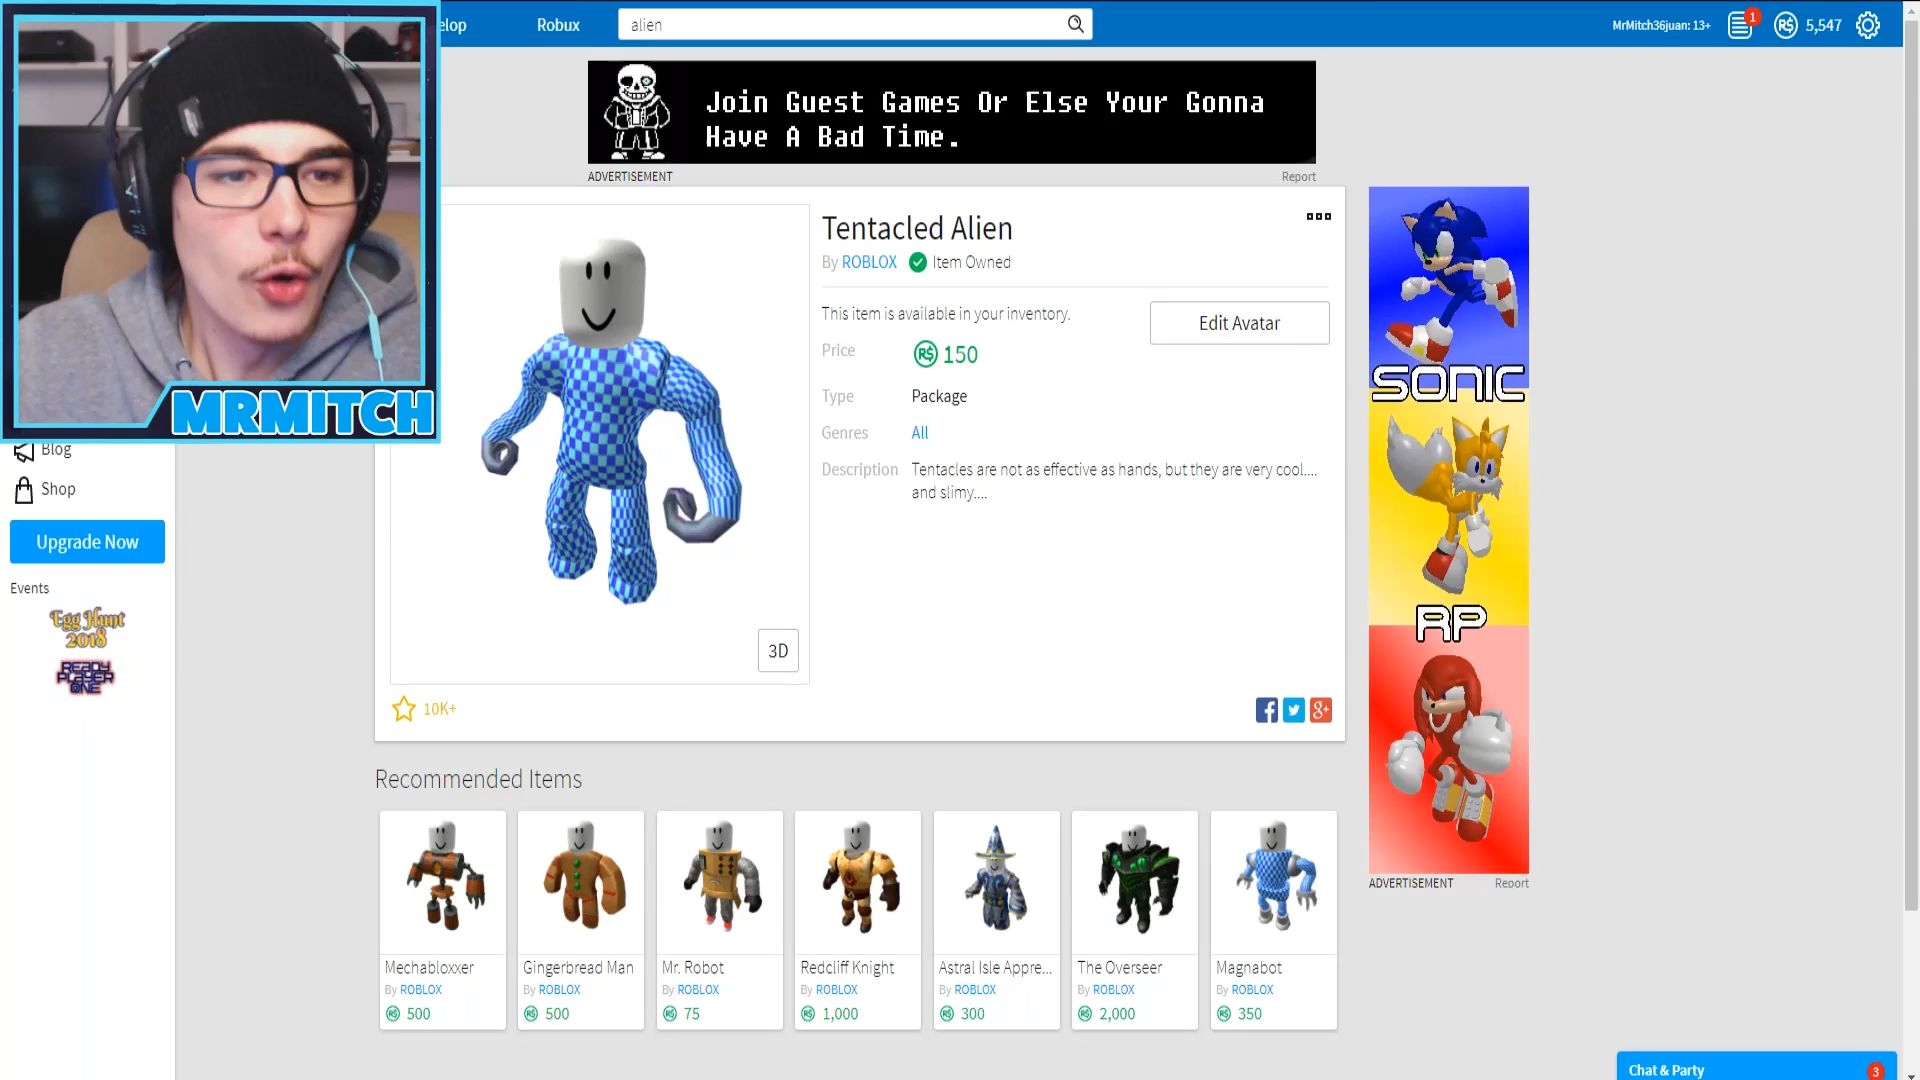 elop
Robux
alien
MrMitch36juan: 13+
1
5,547
Join Guest Games Or Else Your Gonna
Have A Bad Time.
ADVERTISEMENT
Report
MRMITCH
Blog
Shop
Upgrade Now
Events
Egg Hunt
2018
READY
PLAYER
ONE
Tentacled Alien
By ROBLOX Item Owned
This item is available in your inventory.
Edit Avatar
Price
R$ 150
Type
Package
Genres
All
Description
Tentacles are not as effective as hands, but they are very cool....
and slimy....
3D
10K+
SONIC
RP
ADVERTISEMENT
Report
Recommended Items
Mechabloxxer
By ROBLOX
500
Gingerbread Man
By ROBLOX
500
Mr. Robot
By ROBLOX
75
Redcliff Knight
By ROBLOX
1,000
Astral Isle Appre...
By ROBLOX
300
The Overseer
By ROBLOX
2,000
Magnabot
By ROBLOX
350
Chat & Party
3